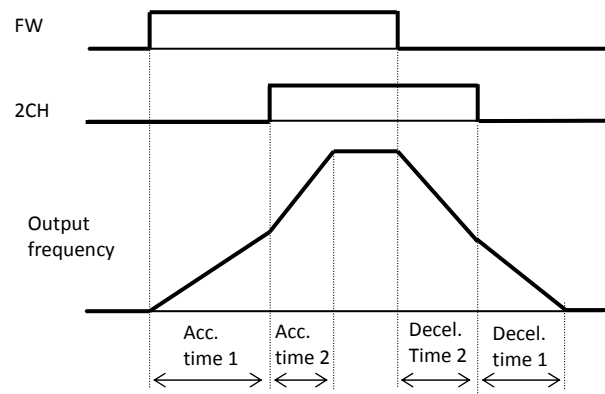 FW
2CH
Output
frequency
Acc.
time 1
Acc.
time 2
Decel.
Time 2
Decel.
time 1